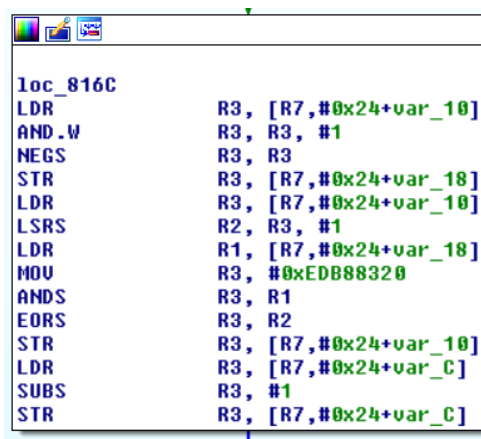 loc_816C
LDR R3, [R7,#0x24+var_10]
AND.W R3, R3, #1
NEGS R3, R3
STR R3, [R7,#0x24+var_18]
LDR R3, [R7,#0x24+var_10]
LSRS R2, R3, #1
LDR R1, [R7,#0x24+var_18]
MOV R3, #0xEDB88320
ANDS R3, R1
EORS R3, R2
STR R3, [R7,#0x24+var_10]
LDR R3, [R7,#0x24+var_C]
SUBS R3, #1
STR R3, [R7,#0x24+var_C]